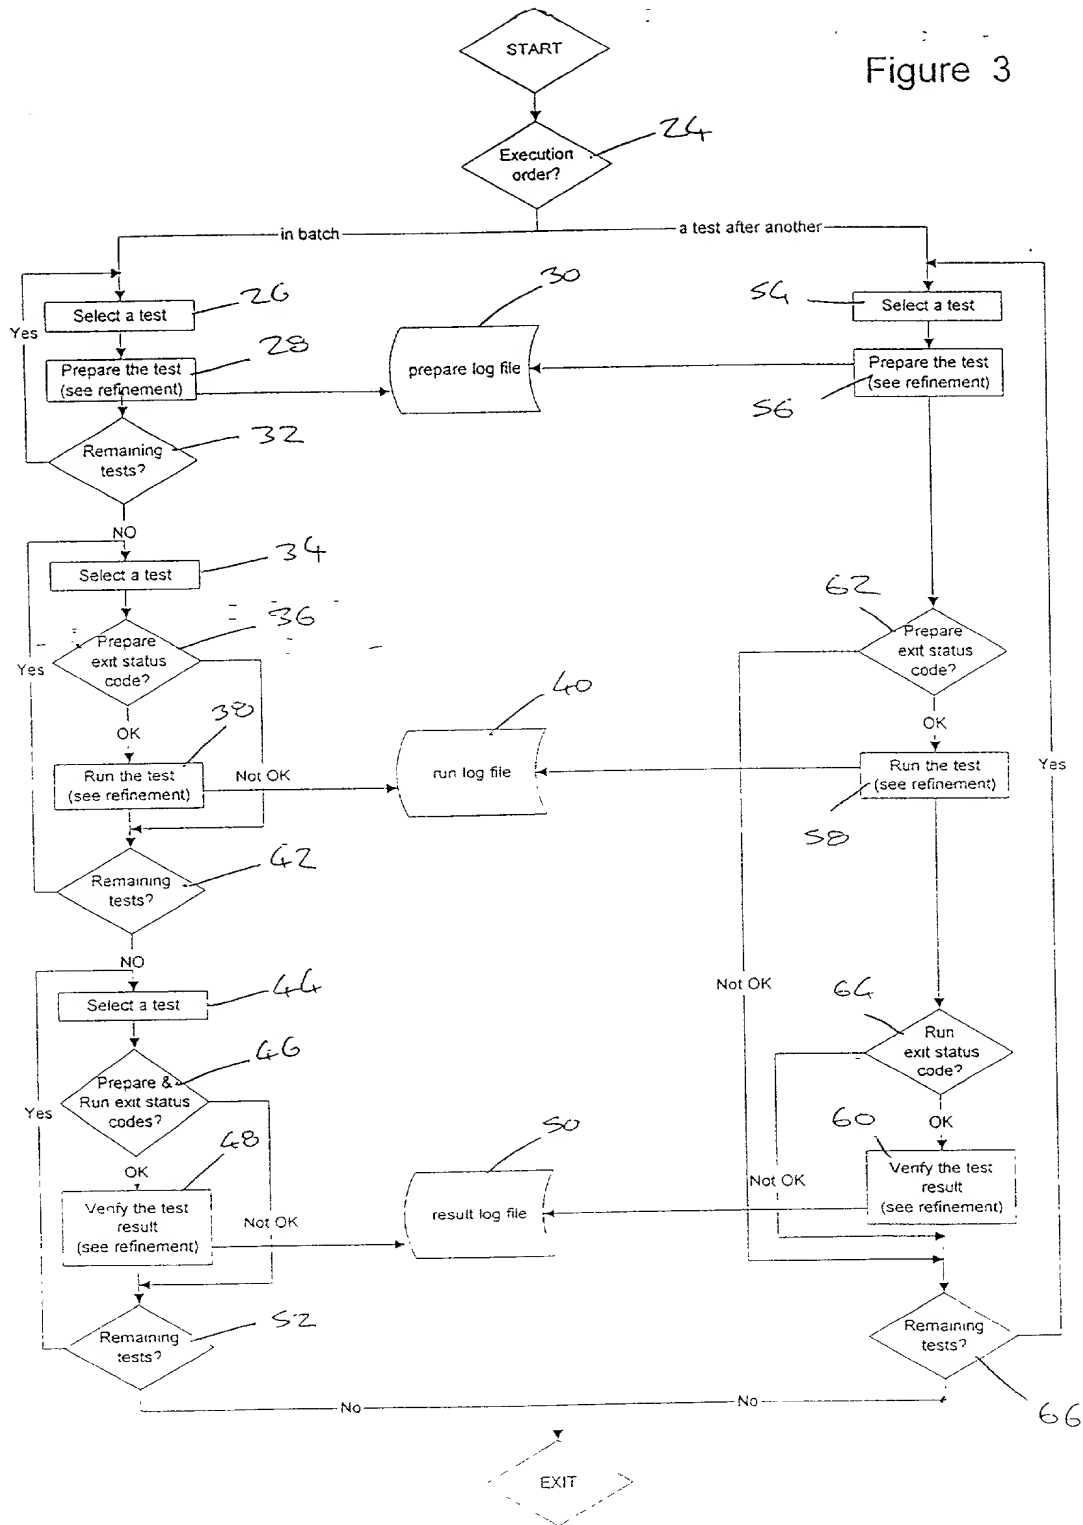 START
Figure 3
24
Execution
order?
in batch
a test after another
26
30
54
Select a test
Select a test
Yes
28
Prepare the test
(see refinement)
prepare log file
Prepare the test
(see refinement)
56
32
Remaining
tests?
NO
34
Select a test
62
36
Prepare
exit status
code?
Yes
Prepare
exit status
code?
40
38
OK
OK
Run the test
(see refinement)
Not OK
run log file
Run the test
(see refinement)
Yes
58
42
Remaining
tests?
NO
44
Select a test
Not OK
64
46
Run
exit status
code?
Prepare &
Run exit status
codes?
Yes
50
60
OK
48
OK
Verify the test
result
(see refinement)
Not OK
result log file
Not OK
Verify the test
result
(see refinement)
52
Remaining
tests?
Remaining
tests?
No
No
66
EXIT